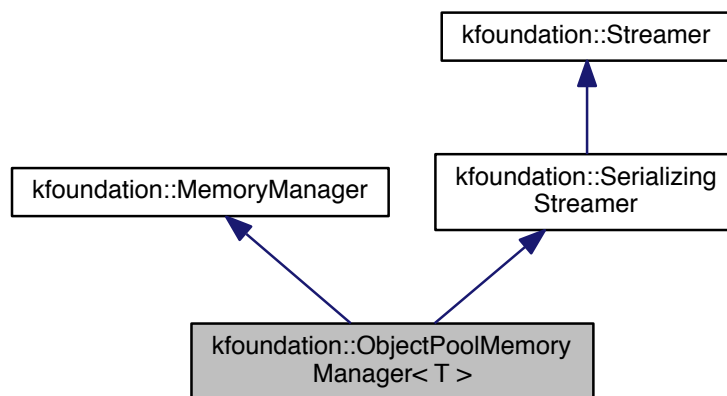 kfoundation::Streamer
kfoundation::MemoryManager
kfoundation::Serializing
Streamer
kfoundation::ObjectPoolMemory
Manager< T >